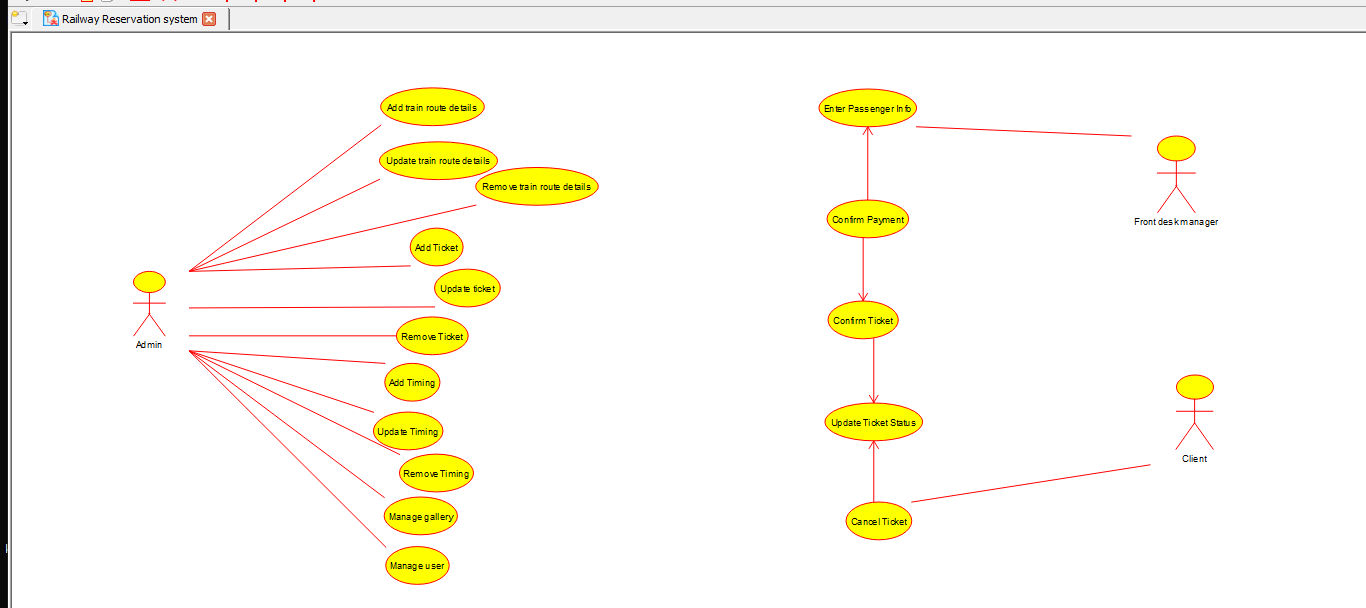 Railway Reservation system
Add train route details
Update train route details
Remove train route details
Add Ticket
Update ticket
Remove Ticket
Add Timing
Update Timing
Remove Timing
Manage gallery
Manage user
Admin
Enter Passenger Info
Confirm Payment
Confirm Ticket
Update Ticket Status
Cancel Ticket
Front desk manager
Client